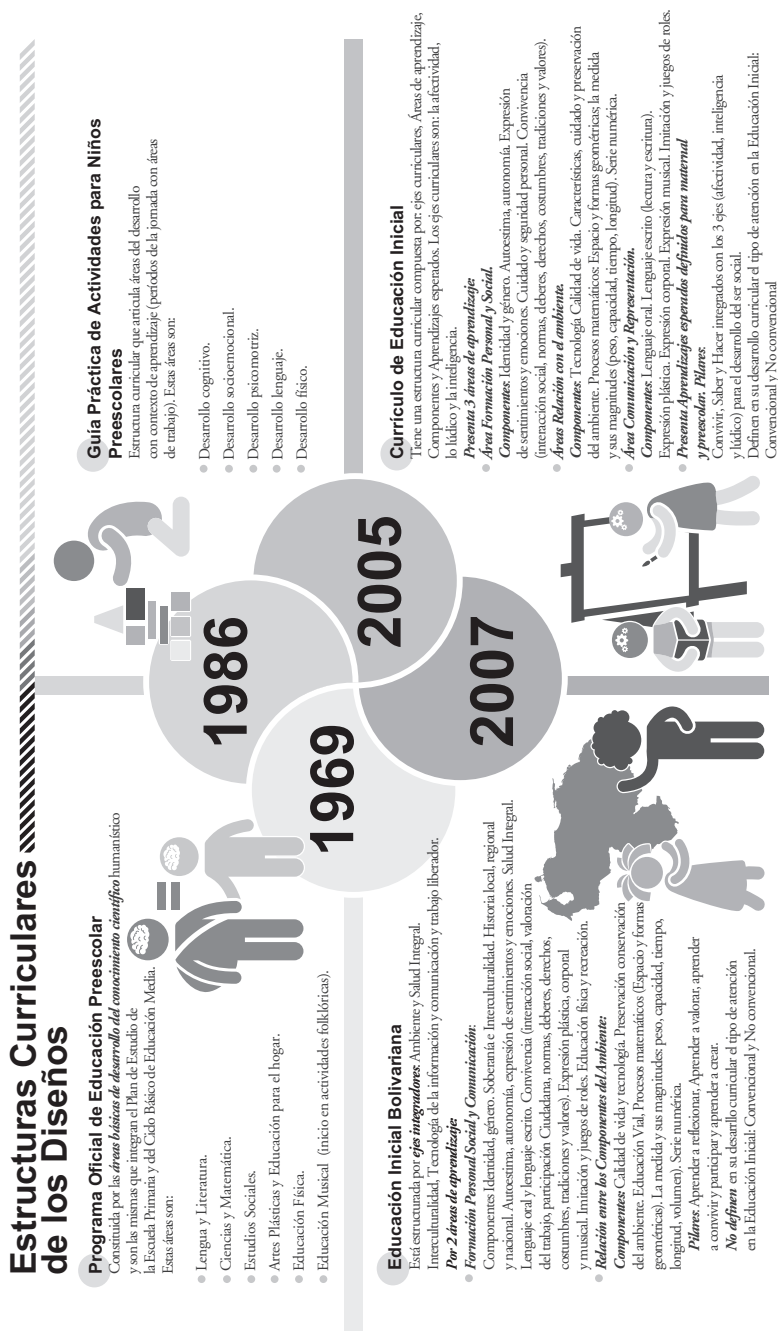 Estructuras Curriculares
de los Diseños
Programa Oficial de Educación Preescolar
Constituida por las áreas básicas de desarrollo del conocimiento científico humanístico
y son las mismas que integran el Plan de Estudio de
la Escuela Primaria y del Ciclo Básico de Educación Media.
Estas áreas son:
Lengua y Literatura.
Ciencias y Matemática.
Estudios Sociales.
Artes Plásticas y Educación para el hogar.
Educación Física.
Educación Musical (inicio en actividades folklóricas).
Guía Práctica de Actividades para Niños
Preescolares
Estructura curricular que articula áreas del desarrollo
con contexto de aprendizaje (períodos de la jornada con áreas
de trabajo). Estas áreas son:
Desarrollo cognitivo.
Desarrollo socioemocional.
Desarrollo psicomotriz.
Desarrollo lenguaje.
Desarrollo físico.
1969
1986
2005
2007
Educación Inicial Bolivariana
Está estructurada por ejes integradores. Ambiente y Salud Integral.
Interculturalidad. Tecnología de la información y comunicación y trabajo liberador.
Por 2 áreas de aprendizaje:
Formación Personal Social y Comunicación:
Componentes Identidad, género. Soberanía e Interculturalidad. Historia local, regional
y nacional. Autoestima, autonomía, expresión de sentimientos y emociones. Salud Integral.
Lenguaje oral y lenguaje escrito. Convivencia (interacción social, valoración
del trabajo, participación Ciudadana, normas, deberes, derechos,
costumbres, tradiciones y valores). Expresión plástica, corporal
y musical. Imitación y juegos de roles. Educación física y recreación.
Relación entre los Componentes del Ambiente:
Componentes: Calidad de vida y tecnología. Preservación conservación
del ambiente. Educación Vial, Procesos matemáticos (Espacio y formas
geométricas). La medida y sus magnitudes: peso, capacidad, tiempo,
longitud, volumen). Serie numérica.
Pilares: Aprender a reflexionar, Aprender a valorar, aprender
a convivir y participar y aprender a crear.
No definen en su desarrollo curricular el tipo de atención
en la Educación Inicial: Convencional y No convencional.
Currículo de Educación Inicial
Tiene una estructura curricular compuesta por: ejes curriculares, Áreas de aprendizaje,
Componentes y Aprendizajes esperados. Los ejes curriculares son: la afectividad,
lo lúdico y la inteligencia.
Presenta 3 áreas de aprendizaje:
Área Formación Personal y Social.
Componentes: Identidad y género. Autoestima, autonomía. Expresión
de sentimientos y emociones. Cuidado y seguridad personal. Convivencia
(interacción social, normas, deberes, derechos, costumbres, tradiciones y valores).
Áreas Relación con el ambiente.
Componentes: Tecnología Calidad de vida. Características, cuidado y preservación
del ambiente. Procesos matemáticos: Espacio y formas geométricas; la medida
y sus magnitudes (peso, capacidad, tiempo, longitud). Serie numérica.
Área Comunicación y Representación.
Componentes: Lenguaje oral. Lenguaje escrito (lectura y escritura).
Expresión plástica. Expresión corporal. Expresión musical. Imitación y juegos de roles.
Presenta Aprendizajes esperados definidos para maternal
y preescolar. Pilares:
Convivir, Saber y Hacer integrados con los 3 ejes (afectividad, inteligencia
y lúdico) para el desarrollo del ser social.
Definen en su desarrollo curricular el tipo de atención en la Educación Inicial:
Convencional y No convencional